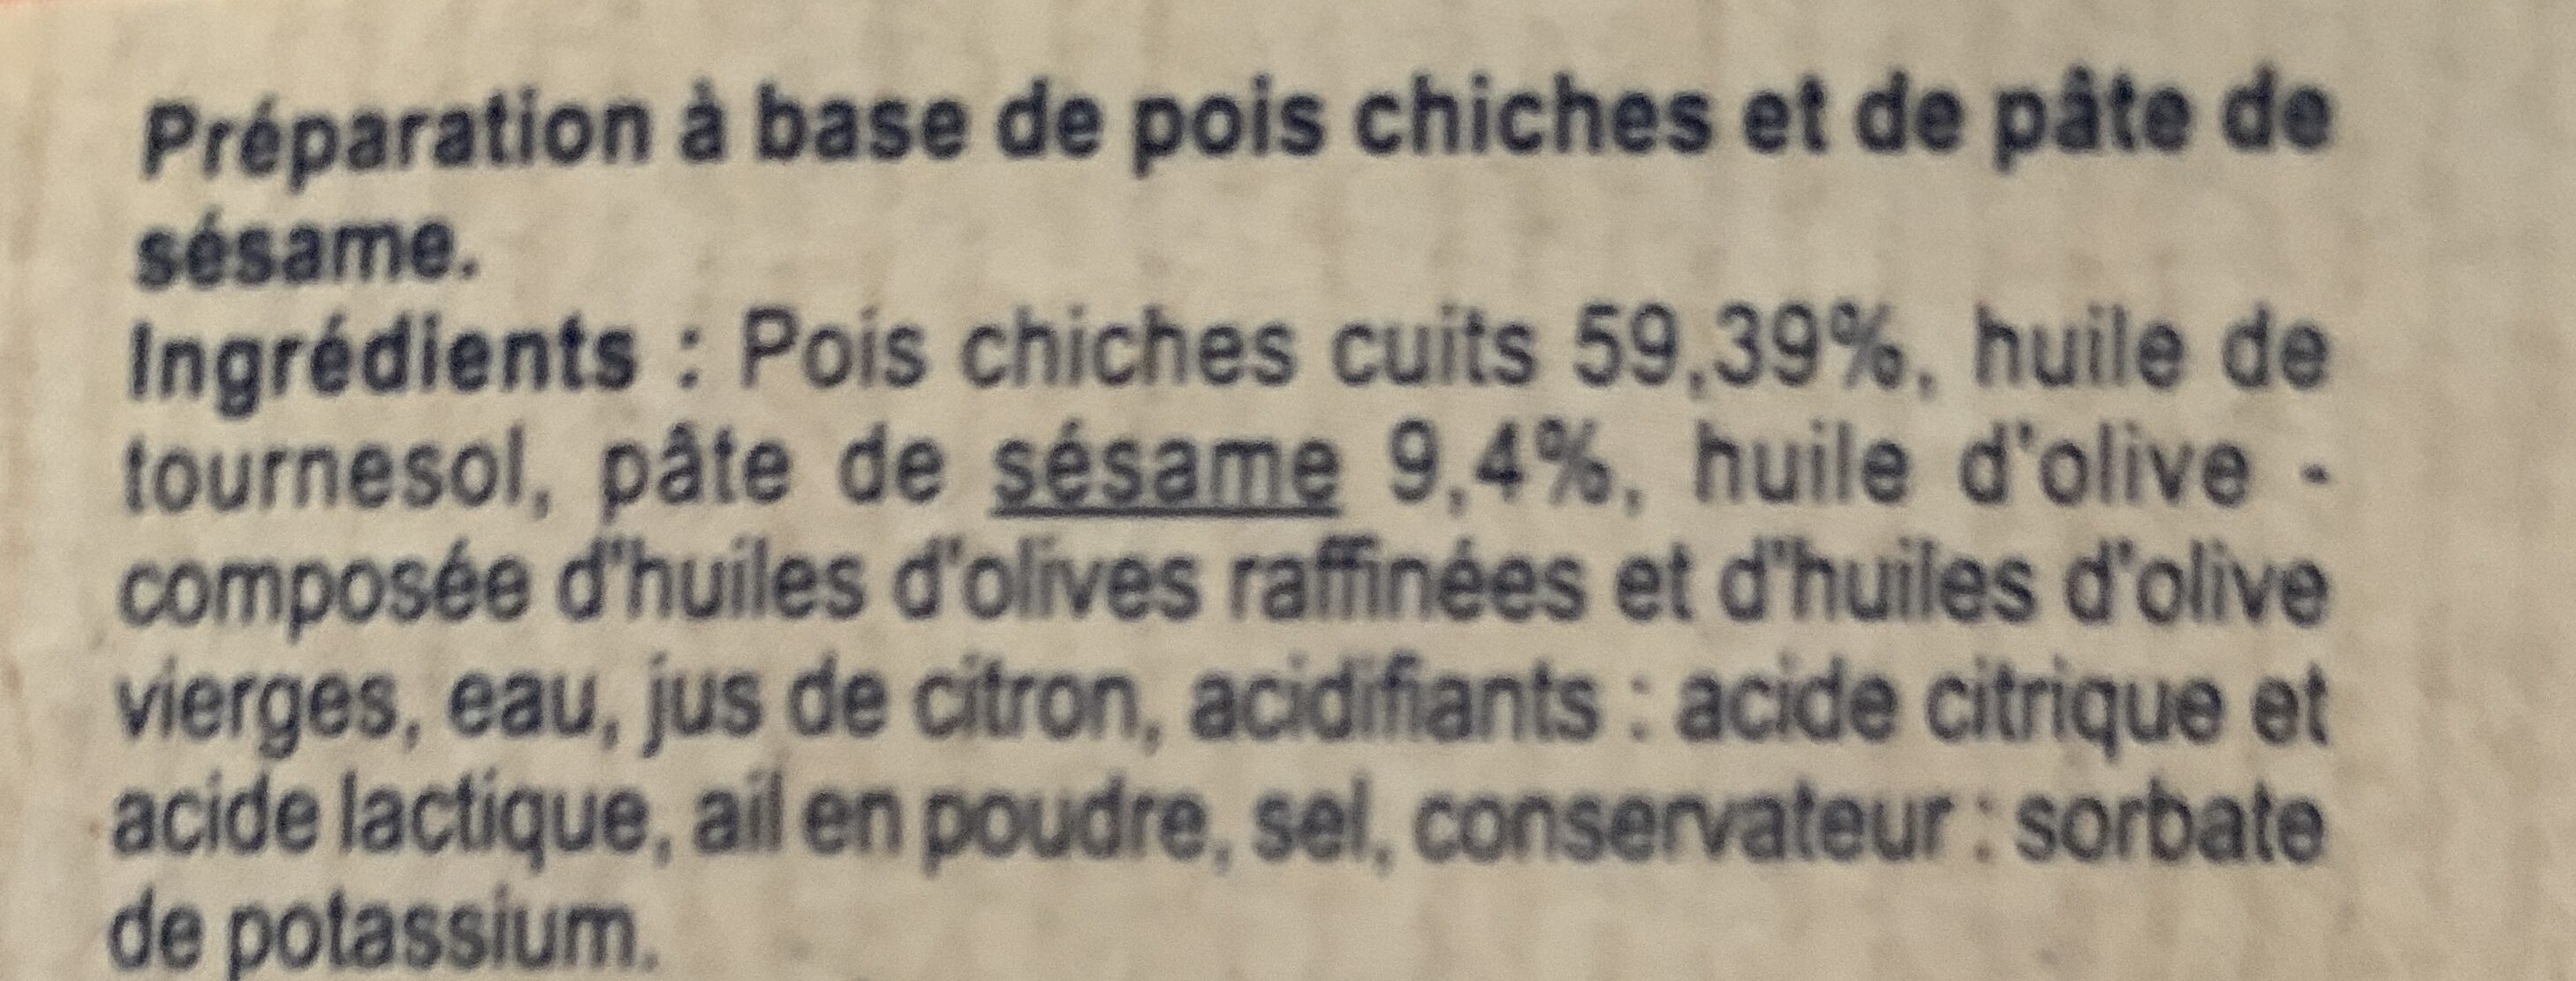 Préparation à base de pois chiches et de pâte de
sésame.
Ingrédients : Pois chiches cuits 59,39%, huile de
tournesol, pâte de sésame 9,4%, huile d'olive -
composée d'huiles d'olives raffinées et d'huiles d'olive
vierges, eau, jus de citron, acidifiants : acide citrique et
acide lactique, ail en poudre, sel, conservateur : sorbate
de potassium.